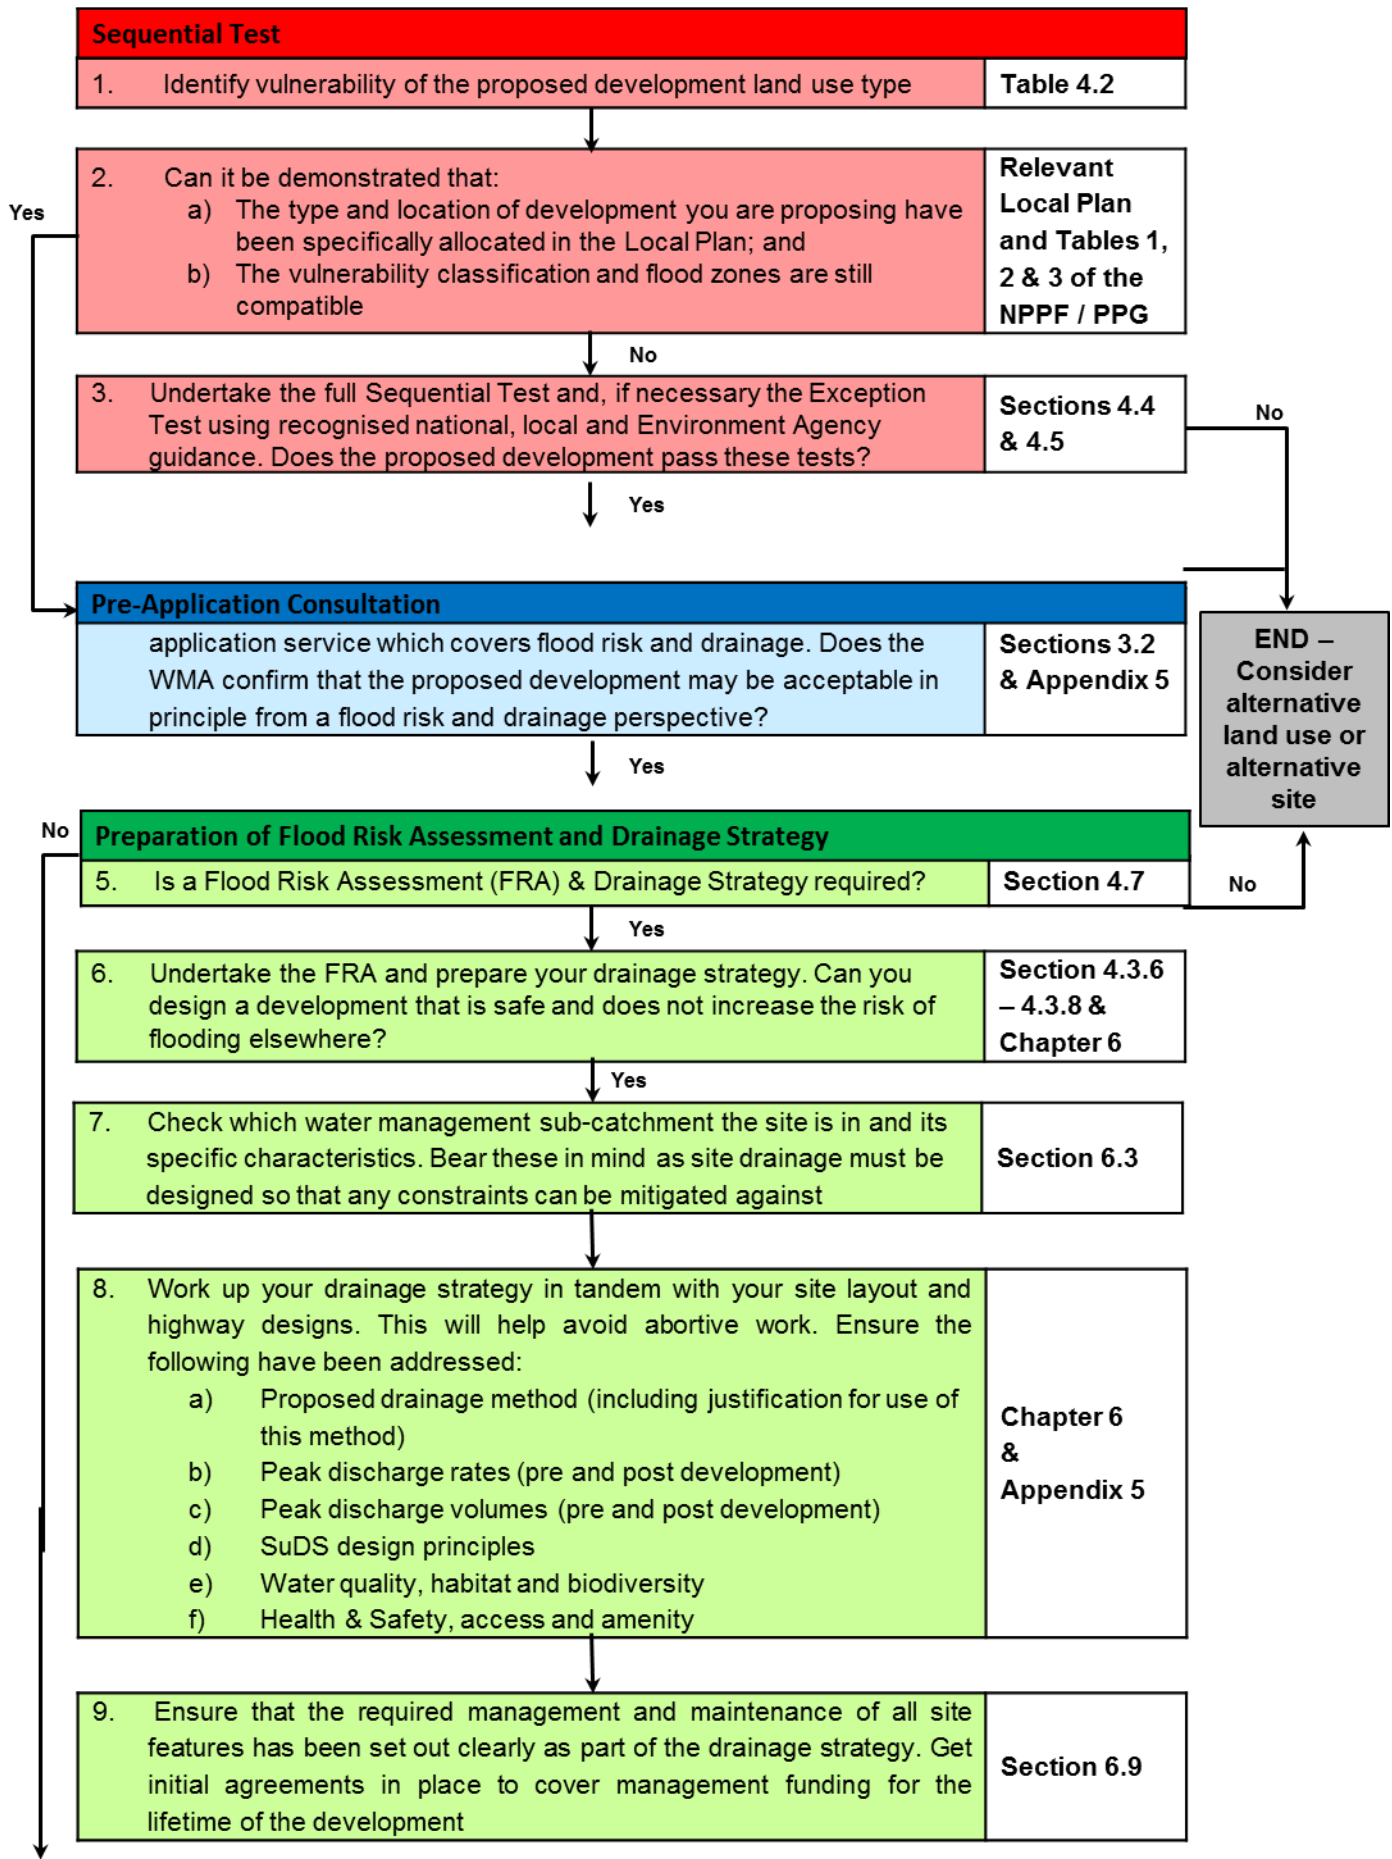 Sequential Test
1. Identify vulnerability of the proposed development land use type
Table 4.2
2. Can it be demonstrated that:
a) The type and location of development you are proposing have
been specifically allocated in the Local Plan; and
b) The vulnerability classification and flood zones are still
compatible
Relevant
Local Plan
and Tables 1,
2 & 3 of the
NPPF / PPG
Yes
No
3. Undertake the full Sequential Test and, if necessary the Exception
Test using recognised national, local and Environment Agency
guidance. Does the proposed development pass these tests?
Sections 4.4
& 4.5
No
Yes
Pre-Application Consultation
application service which covers flood risk and drainage. Does the
WMA confirm that the proposed development may be acceptable in
principle from a flood risk and drainage perspective?
Sections 3.2
& Appendix 5
END –
Consider
alternative
land use or
alternative
site
Yes
No
Preparation of Flood Risk Assessment and Drainage Strategy
5. Is a Flood Risk Assessment (FRA) & Drainage Strategy required?
Section 4.7
No
Yes
6. Undertake the FRA and prepare your drainage strategy. Can you
design a development that is safe and does not increase the risk of
flooding elsewhere?
Section 4.3.6
– 4.3.8 &
Chapter 6
Yes
7. Check which water management sub-catchment the site is in and its
specific characteristics. Bear these in mind as site drainage must be
designed so that any constraints can be mitigated against
Section 6.3
8. Work up your drainage strategy in tandem with your site layout and
highway designs. This will help avoid abortive work. Ensure the
following have been addressed:
a) Proposed drainage method (including justification for use of
this method)
b) Peak discharge rates (pre and post development)
c) Peak discharge volumes (pre and post development)
d) SuDS design principles
e) Water quality, habitat and biodiversity
f) Health & Safety, access and amenity
Chapter 6
&
Appendix 5
9. Ensure that the required management and maintenance of all site
features has been set out clearly as part of the drainage strategy. Get
initial agreements in place to cover management funding for the
lifetime of the development
Section 6.9